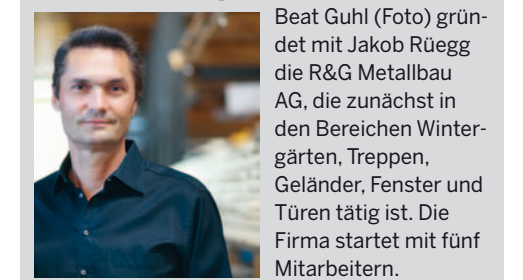 Beat Guhl (Foto) grün-
det mit Jakob Rüegg
die R&G Metallbau
AG, die zunächst in
den Bereichen Winter-
gärten, Treppen,
Geländer, Fenster und
Türen tätig ist. Die
Firma startet mit fünf
Mitarbeitern.